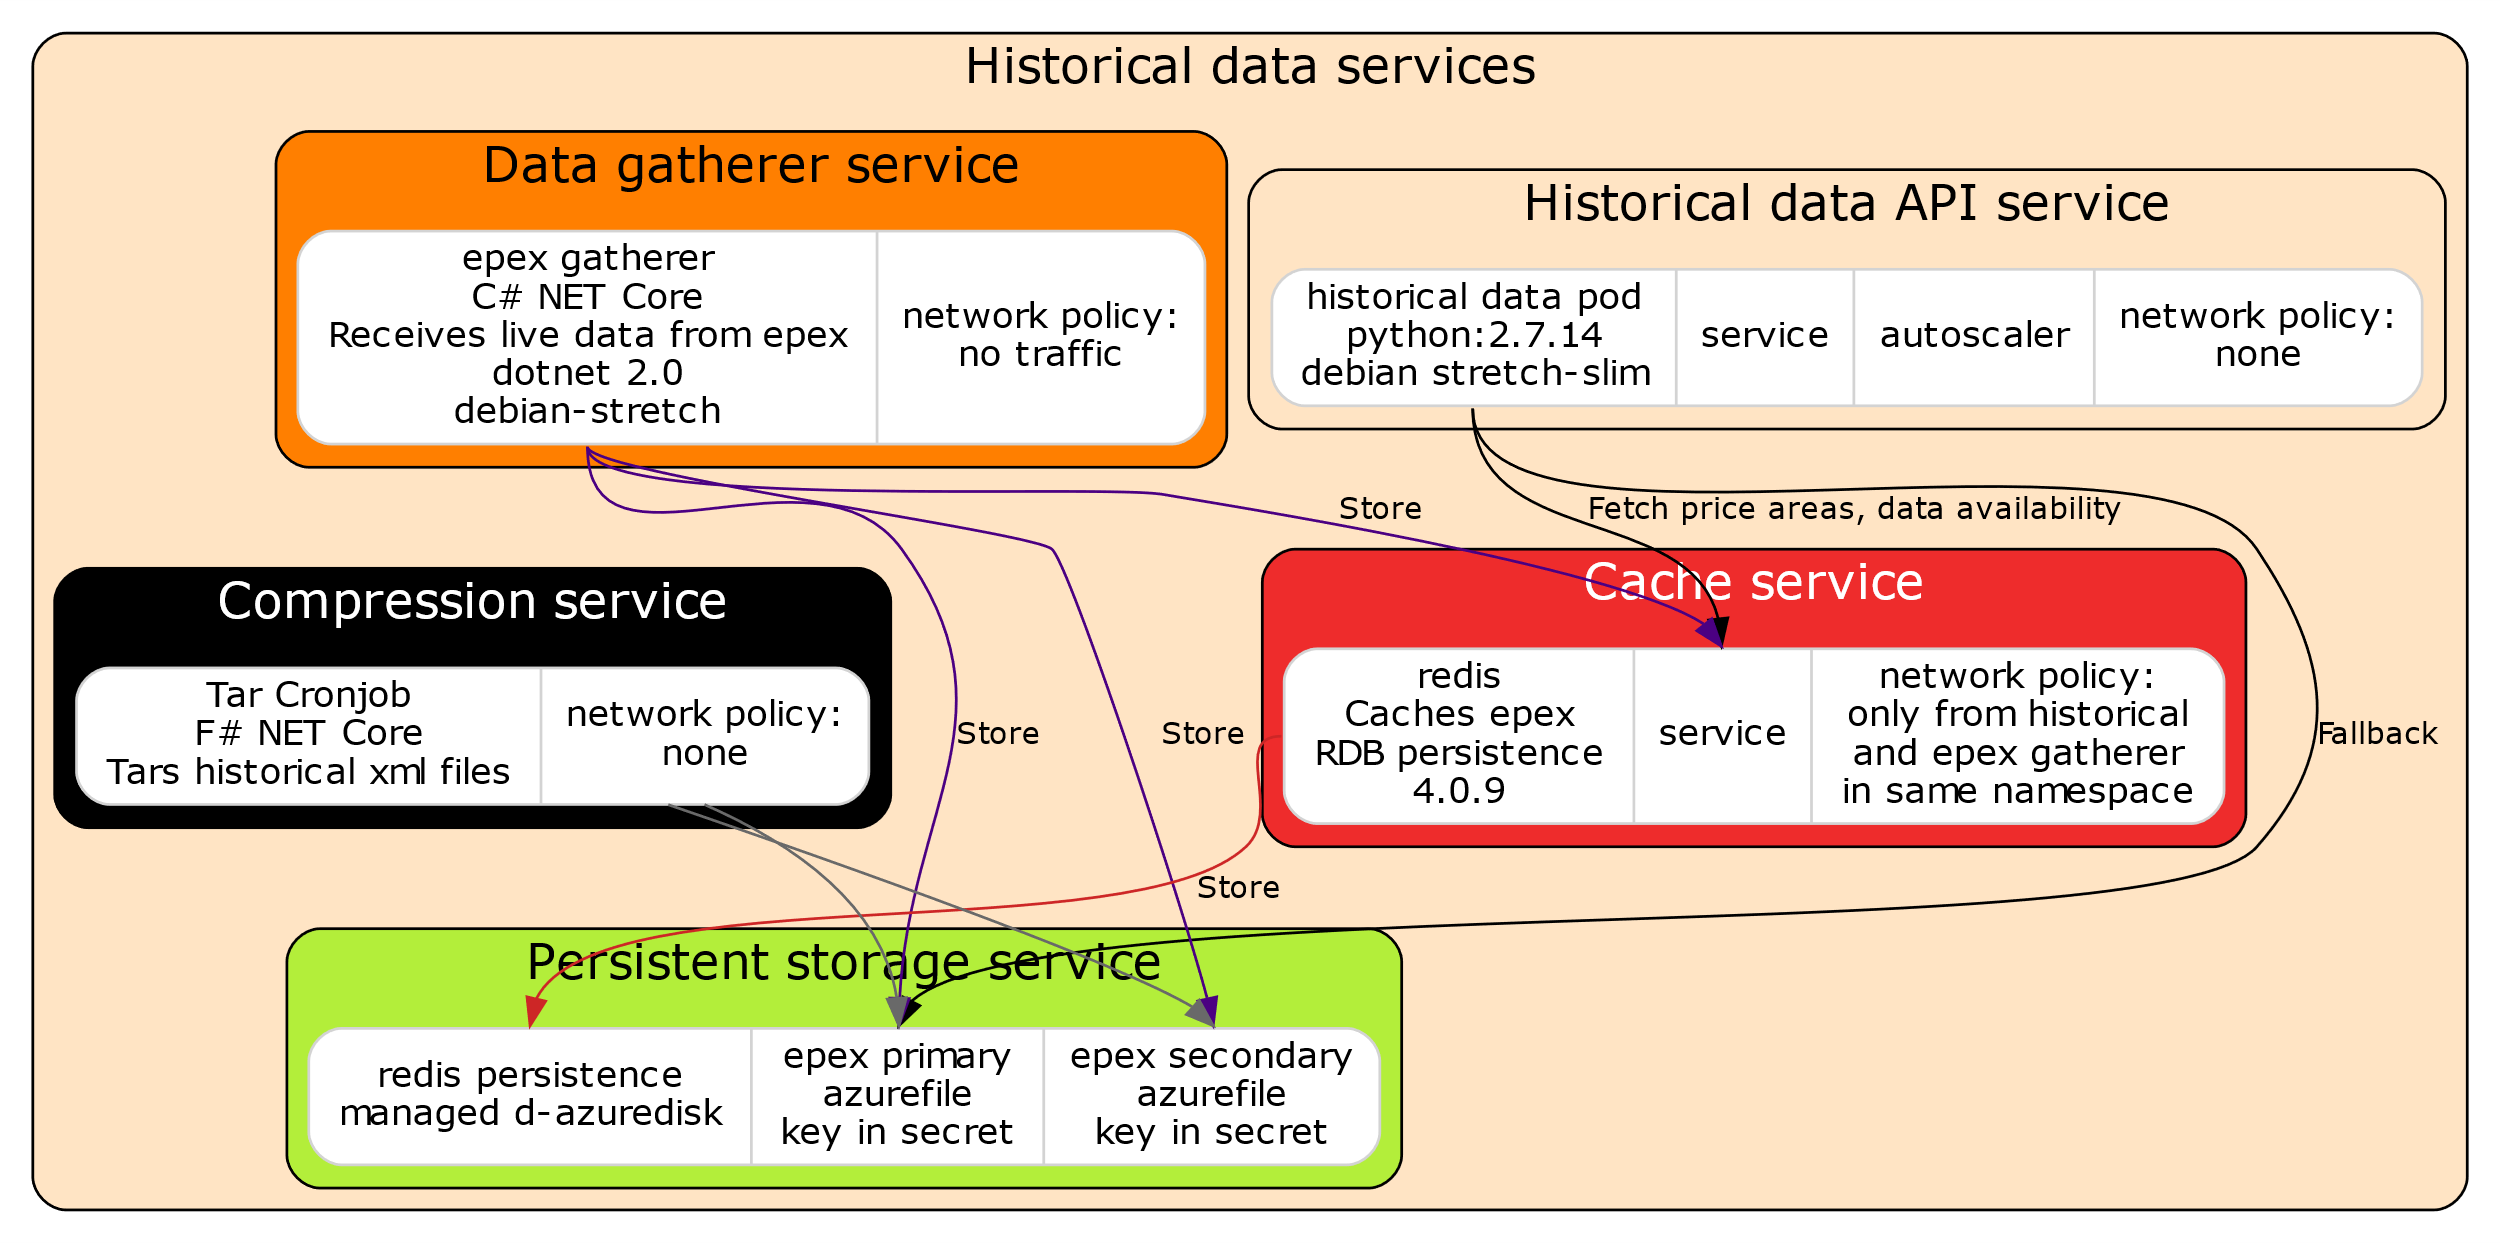 Historical data services
Data gatherer service
epex gatherer
C# NET Core
Receives live data from epex
dotnet 2.0
debian-stretch
network policy:
no traffic
Historical data API service
historical data pod
python:2.7.14
debian stretch-slim
service
autoscaler
network policy:
none
Store
Fetch price areas, data availability
Compression service
Tar Cronjob
F# NET Core
Tars historical xml files
network policy:
none
Store
Store
Cache service
redis
Caches epex
RDB persistence
4.0.9
service
network policy:
only from historical
and epex gatherer
in same namespace
Fallback
Store
Persistent storage service
redis persistence
managed d-azuredisk
epex primary
azurefile
key in secret
epex secondary
azurefile
key in secret